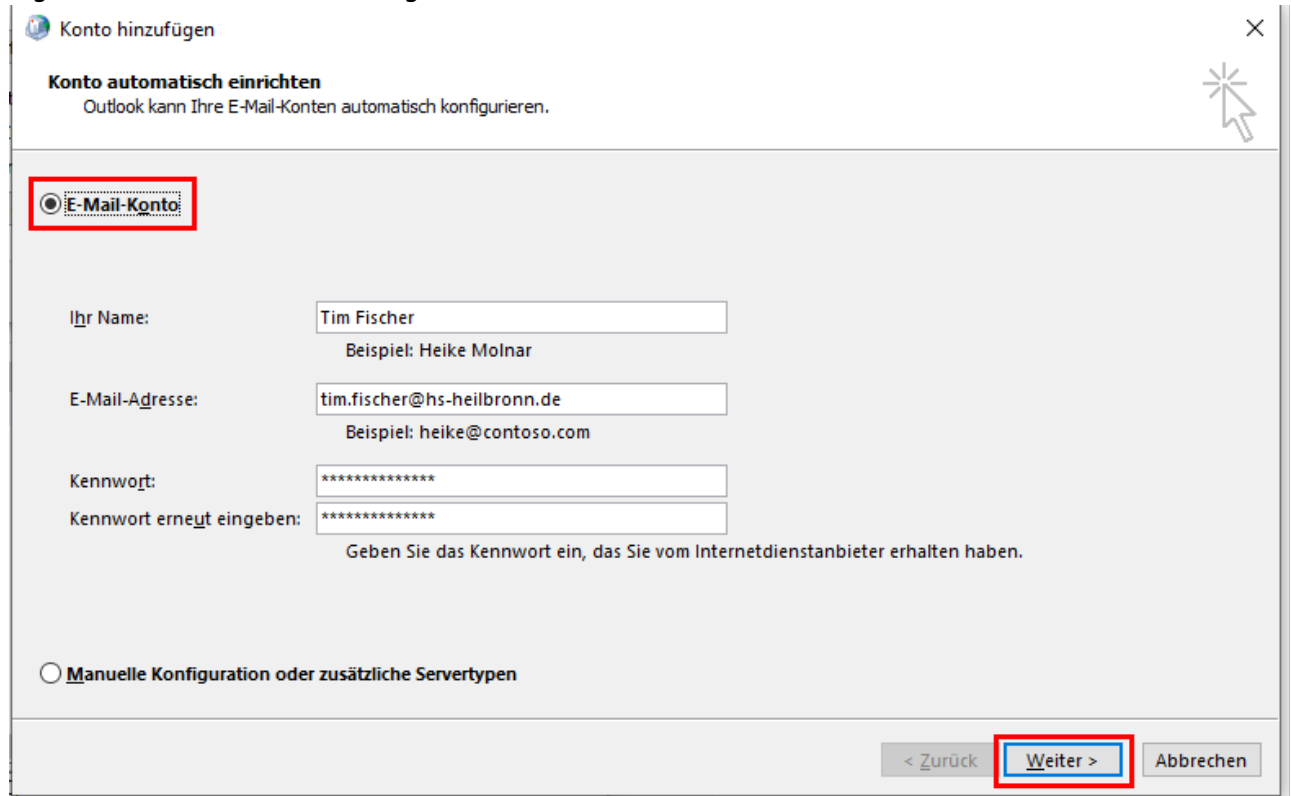 Konto hinzufügen
Konto automatisch einrichten
Outlook kann Ihre E-Mail-Konten automatisch konfigurieren.
E-Mail-Konto
Ihr Name: Tim Fischer
Beispiel: Heike Molnar
E-Mail-Adresse: tim.fischer@hs-heilbronn.de
Beispiel: heike@contoso.com
Kennwort: **************
Kennwort erneut eingeben: **************
Geben Sie das Kennwort ein, das Sie vom Internetdienstanbieter erhalten haben.
Manuelle Konfiguration oder zusätzliche Servertypen
< Zurück Weiter > Abbrechen